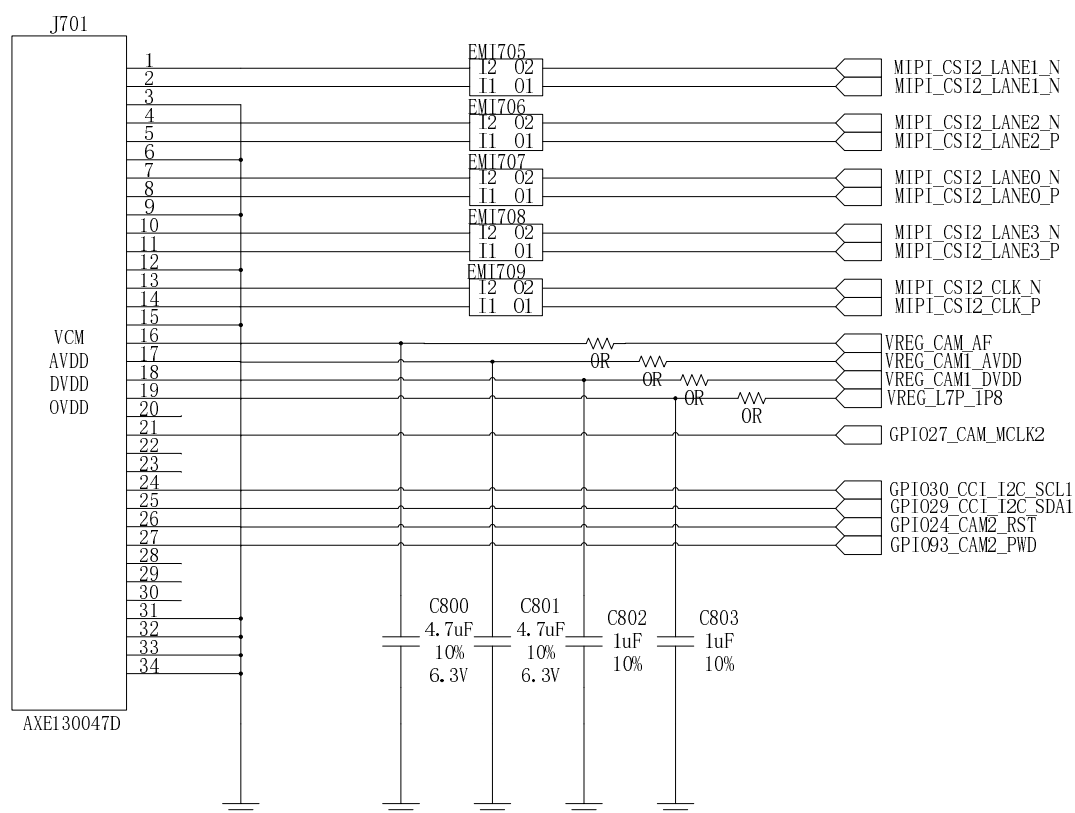 J701
1
EMI705
I2 O2
MIPI_CSI2_LANE1_N
2
I1 O1
MIPI_CSI2_LANE1_N
3
EMI706
4
I2 O2
MIPI_CSI2_LANE2_N
5
I1 O1
MIPI_CSI2_LANE2_P
6
EMI707
7
I2 O2
MIPI_CSI2_LANE0_N
8
I1 O1
MIPI_CSI2_LANE0_P
9
EMI708
10
I2 O2
MIPI_CSI2_LANE3_N
11
I1 O1
MIPI_CSI2_LANE3_P
12
EMI709
13
I2 O2
MIPI_CSI2_CLK_N
14
I1 O1
MIPI_CSI2_CLK_P
15
VCM
16
0R
VREG_CAM_AF
AVDD
17
0R
VREG_CAM1_AVDD
DVDD
18
0R
VREG_CAM1_DVDD
OVDD
19
0R
VREG_L7P_IP8
20
21
GPIO27_CAM_MCLK2
22
23
24
GPIO30_CCI_I2C_SCL1
25
GPIO29_CCI_I2C_SDA1
26
GPIO24_CAM2_RST
27
GPIO93_CAM2_PWD
28
29
30
31
32
33
34
C800
4.7uF
10%
6.3V
C801
4.7uF
10%
6.3V
C802
1uF
10%
C803
1uF
10%
AXE130047D